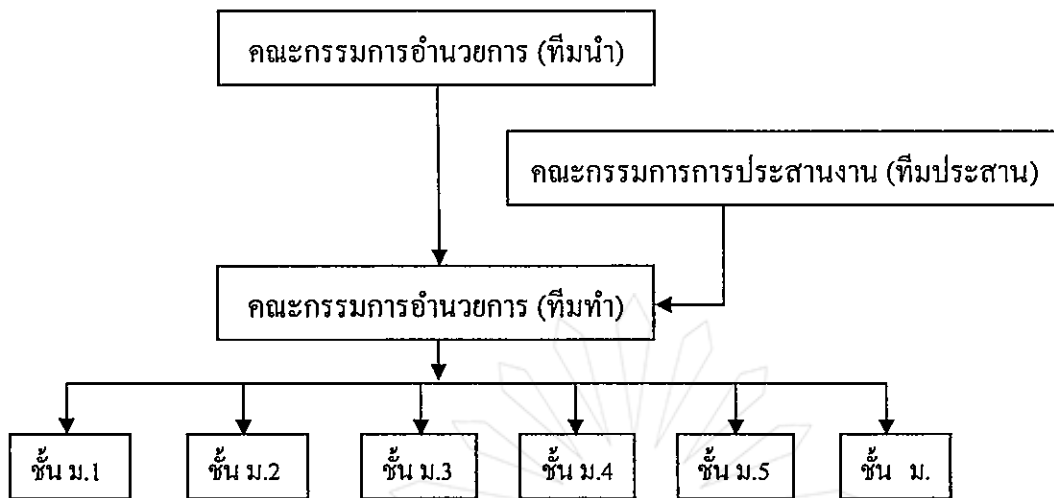 คณะกรรมการอำนวยการ (ทีมนำ)
คณะกรรมการการประสานงาน (ทีมประสาน)
คณะกรรมการอำนวยการ (ทีมทำ)
ชั้น ม.1
ชั้น ม.2
ชั้น ม.3
ชั้น ม.4
ชั้น ม.5
ชั้น ม.